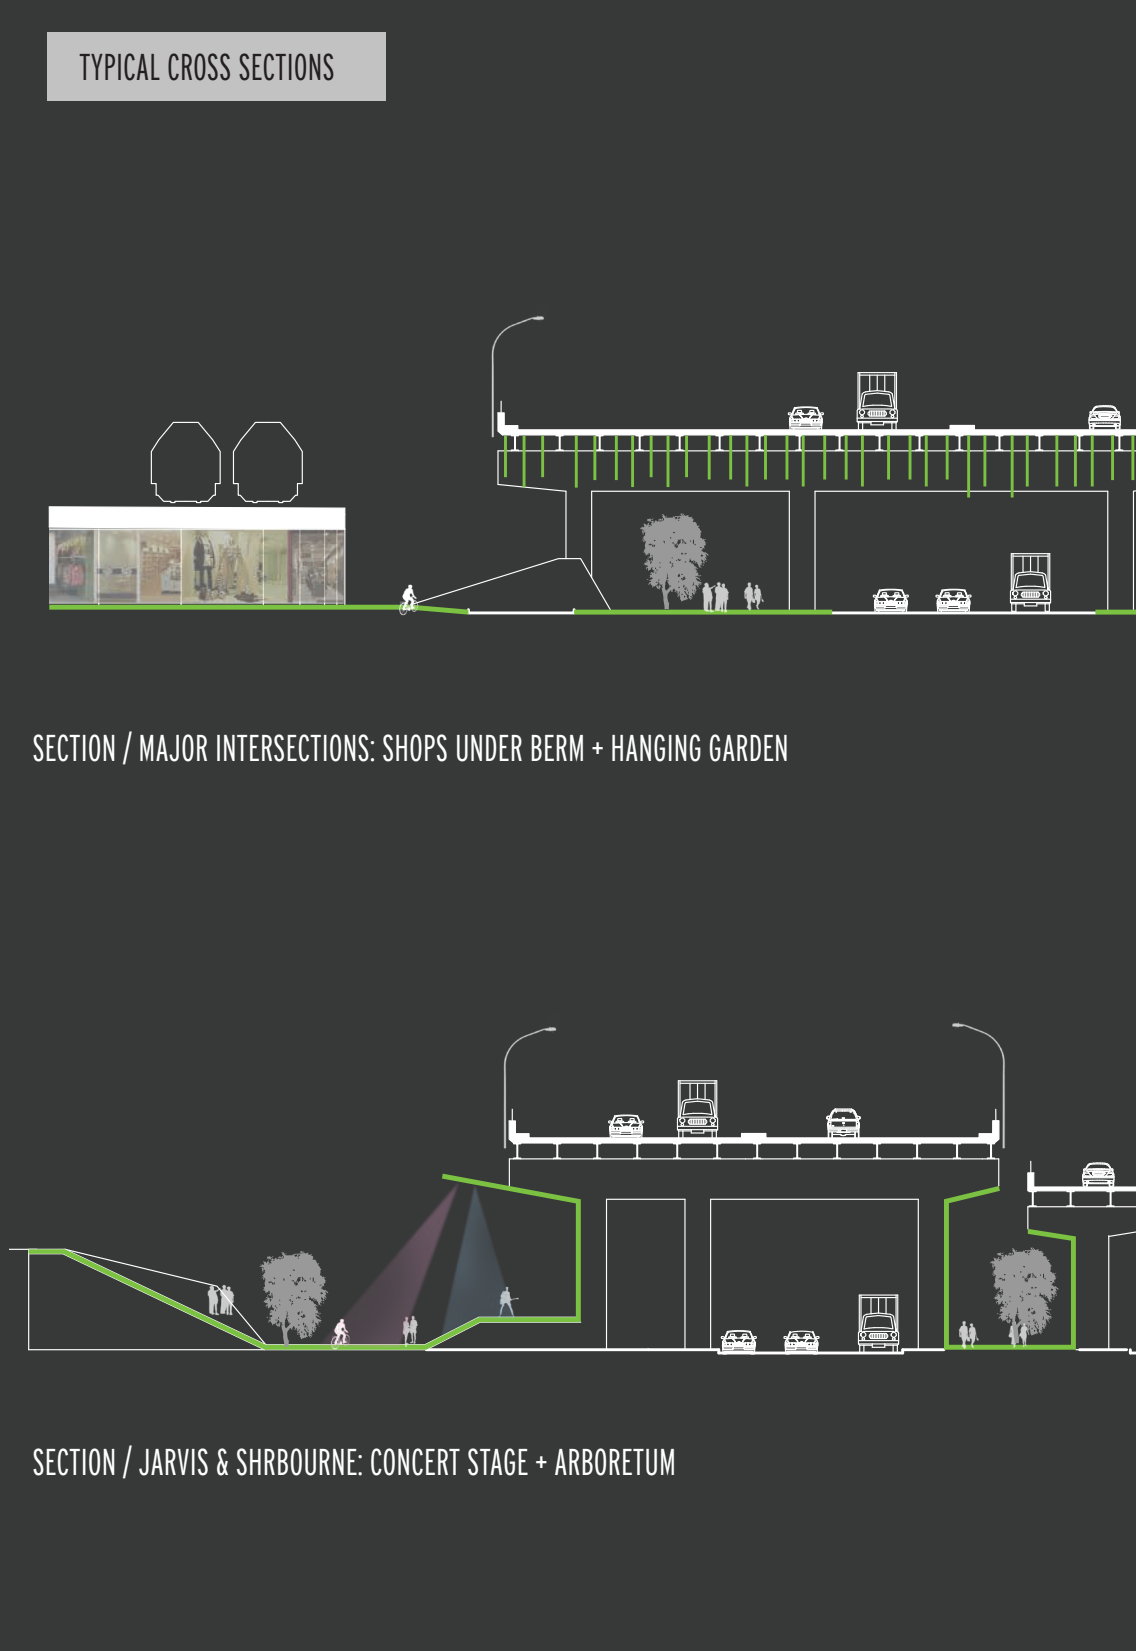 TYPICAL CROSS SECTIONS
SECTION / MAJOR INTERSECTIONS: SHOPS UNDER BERM + HANGING GARDEN
SECTION / JARVIS & SHRBOURNE: CONCERT STAGE + ARBORETUM